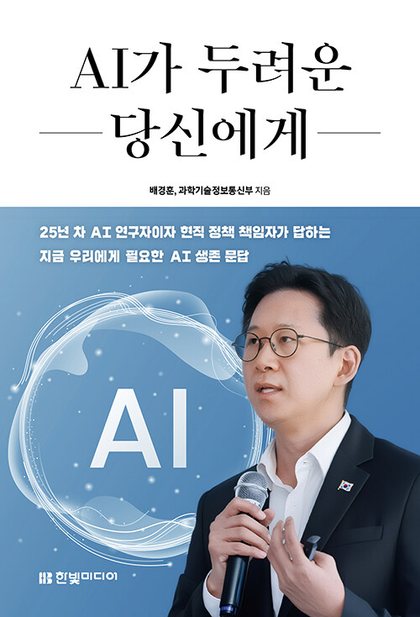 AI가 두려운
당신에게
배경훈, 과학기술정보통신부 지음
25년 차 AI 연구자이자 현직 정책 책임자가 답하는
지금 우리에게 필요한 AI 생존 문답
AI
HB 한빛미디어